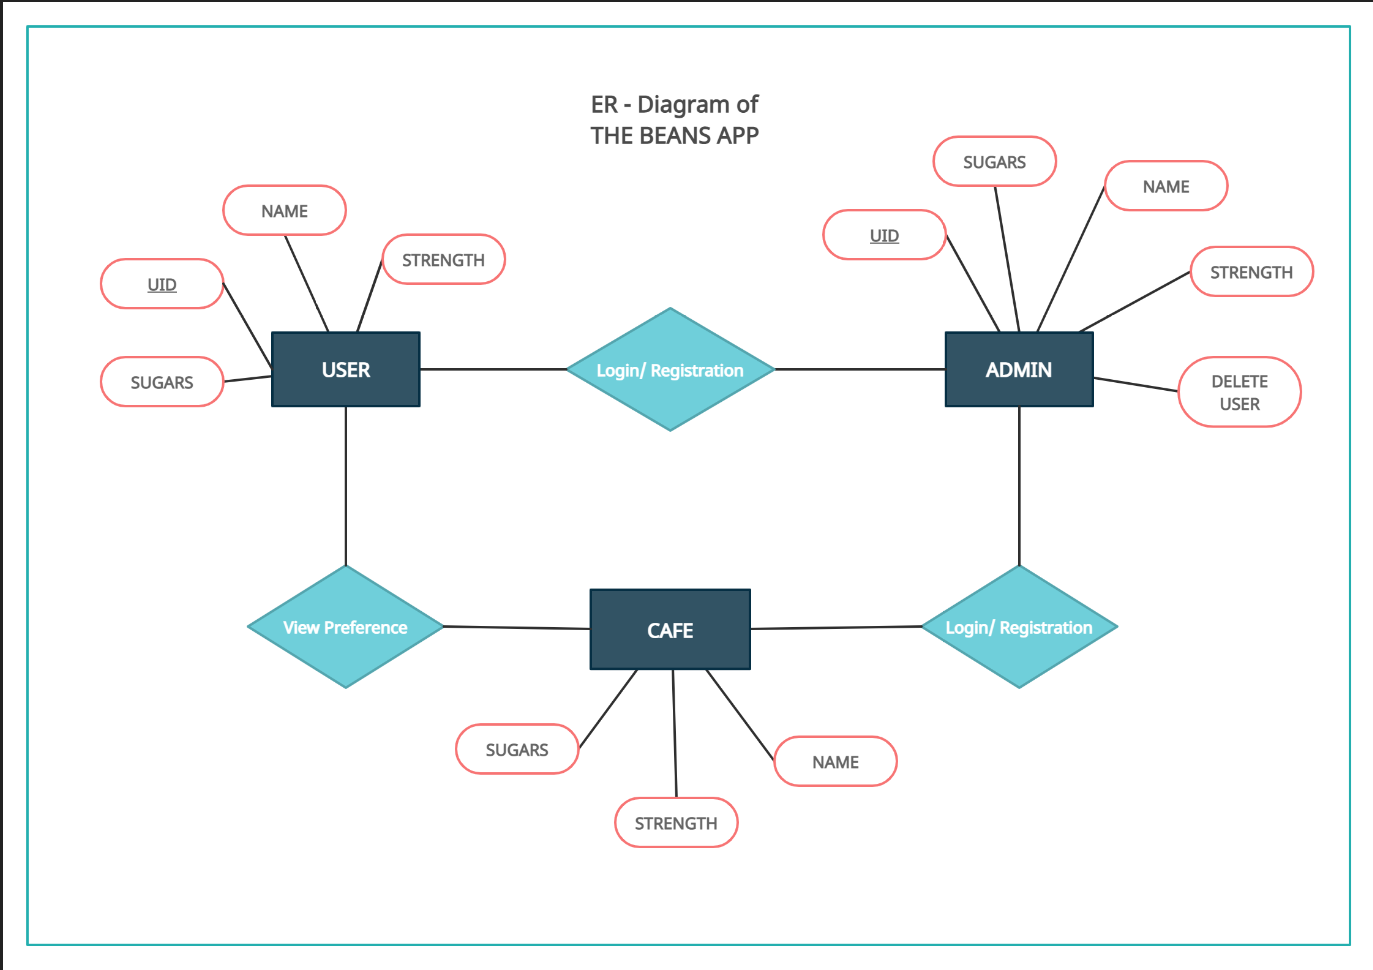 ER - Diagram of
THE BEANS APP
SUGARS
NAME
NAME
UID
STRENGTH
STRENGTH
UID
SUGARS
USER
Login/ Registration
ADMIN
DELETE
USER
View Preference
CAFE
Login/ Registration
SUGARS
NAME
STRENGTH